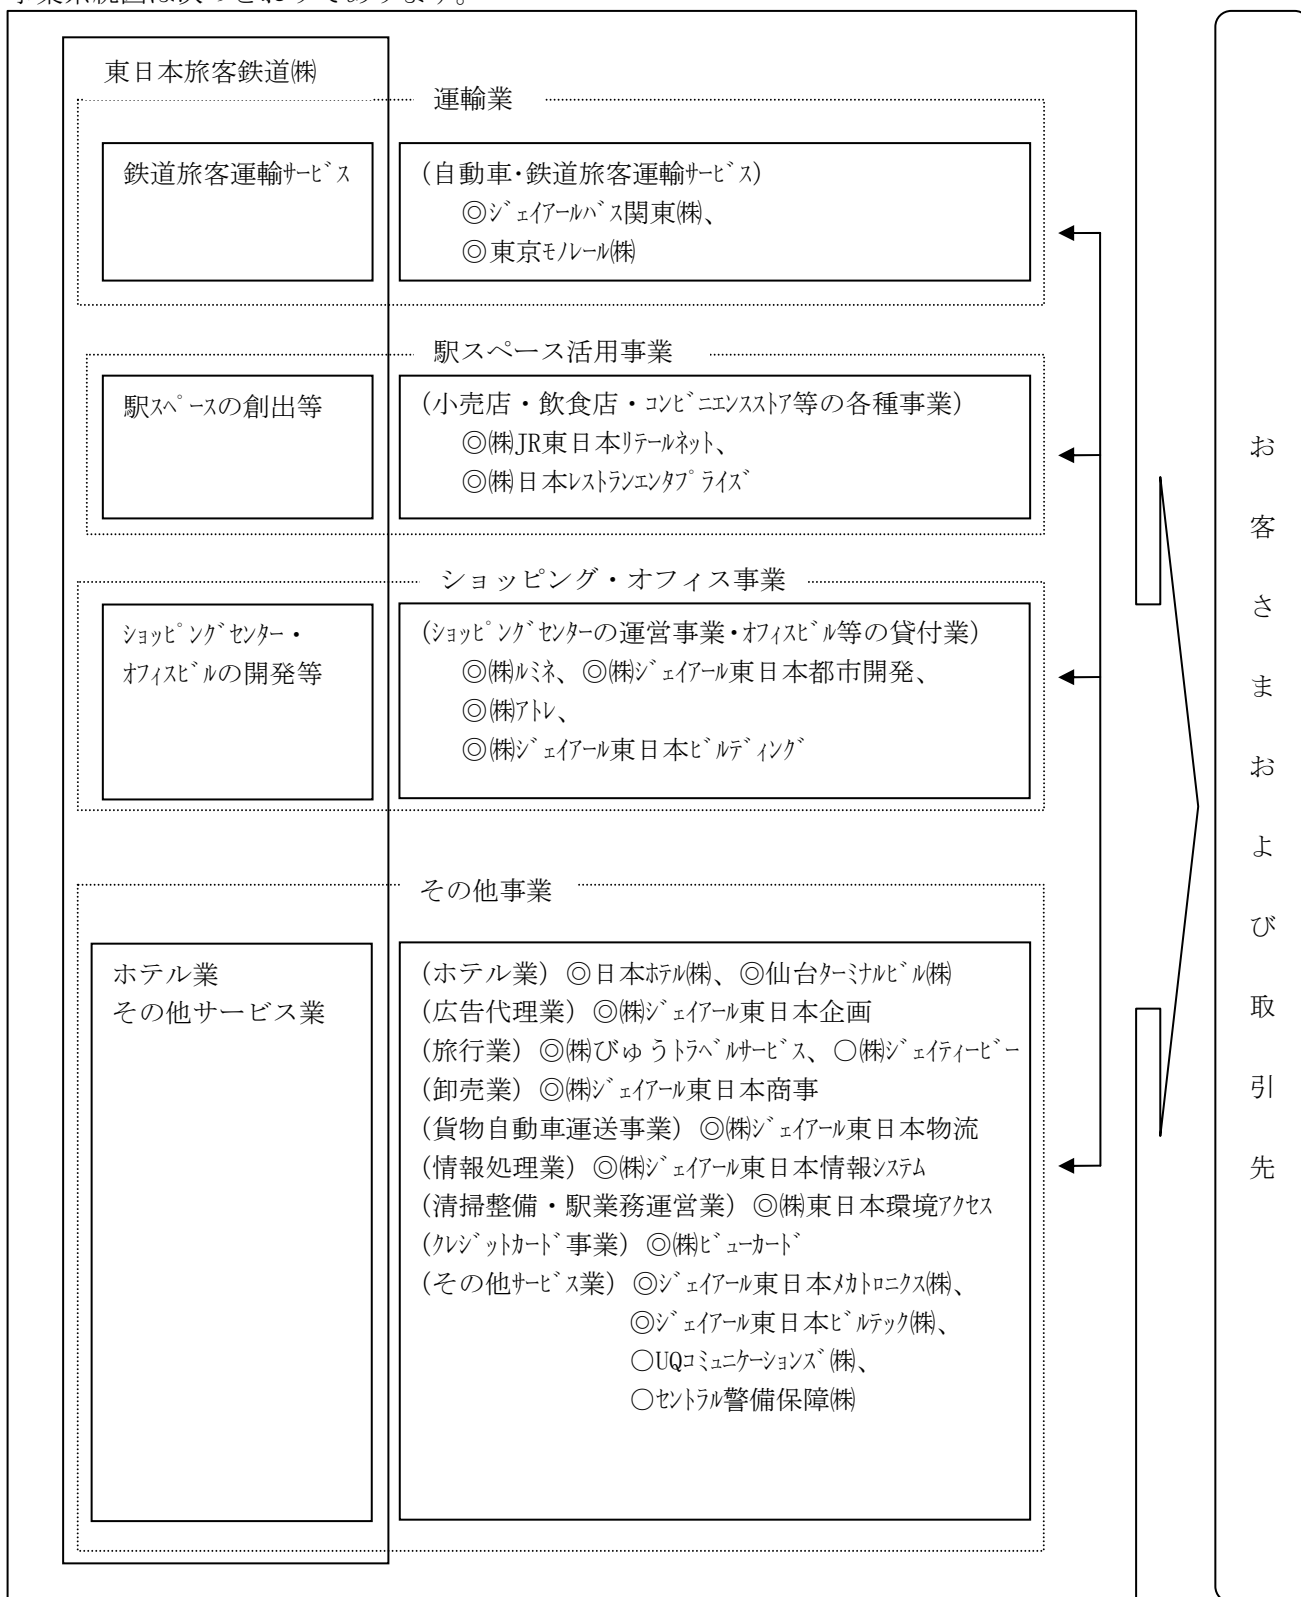 事業系統図は次のとおりであります。
東日本旅客鉄道㈱
運輸業
鉄道旅客運輸ｻｰﾋﾞｽ
(自動車･鉄道旅客運輸ｻｰﾋﾞｽ)
◎ｼﾞｪｲｱｰﾙﾊﾞｽ関東㈱、
◎東京ﾓﾉﾚｰﾙ㈱
駅スペース活用事業
駅ｽﾍﾟｰｽの創出等
(小売店・飲食店・ｺﾝﾋﾞﾆｴﾝｽｽﾄｱ等の各種事業)
◎㈱JR東日本ﾘﾃｰﾙﾈｯﾄ、
◎㈱日本ﾚｽﾄﾗﾝｴﾝﾀﾌﾟﾗｲｽﾞ
ショッピング・オフィス事業
ｼｮｯﾋﾟﾝｸﾞｾﾝﾀｰ・
ｵﾌｨｽﾋﾞﾙの開発等
(ｼｮｯﾋﾟﾝｸﾞｾﾝﾀｰの運営事業･ｵﾌｨｽﾋﾞﾙ等の貸付業)
◎㈱ﾙﾐﾈ、◎㈱ｼﾞｪｲｱｰﾙ東日本都市開発、
◎㈱ｱﾄﾚ、
◎㈱ｼﾞｪｲｱｰﾙ東日本ﾋﾞﾙﾃﾞｨﾝｸﾞ
その他事業
ホテル業
その他サービス業
(ホテル業) ◎日本ﾎﾃﾙ㈱、◎仙台ﾀｰﾐﾅﾙﾋﾞﾙ㈱
(広告代理業) ◎㈱ｼﾞｪｲｱｰﾙ東日本企画
(旅行業) ◎㈱びゅうﾄﾗﾍﾞﾙｻｰﾋﾞｽ、○㈱ｼﾞｪｲﾃｨｰﾋﾞｰ
(卸売業) ◎㈱ｼﾞｪｲｱｰﾙ東日本商事
(貨物自動車運送事業) ◎㈱ｼﾞｪｲｱｰﾙ東日本物流
(情報処理業) ◎㈱ｼﾞｪｲｱｰﾙ東日本情報ｼｽﾃﾑ
(清掃整備・駅業務運営業) ◎㈱東日本環境ｱｸｾｽ
(ｸﾚｼﾞｯﾄｶｰﾄﾞ事業) ◎㈱ﾋﾞｭｰｶｰﾄﾞ
(その他ｻｰﾋﾞｽ業) ◎ｼﾞｪｲｱｰﾙ東日本ﾒｶﾄﾛﾆｸｽ㈱、
◎ｼﾞｪｲｱｰﾙ東日本ﾋﾞﾙﾃｯｸ㈱、
○UQｺﾐｭﾆｹｰｼｮﾝｽﾞ㈱、
○ｾﾝﾄﾗﾙ警備保障㈱
お客さまおよび取引先